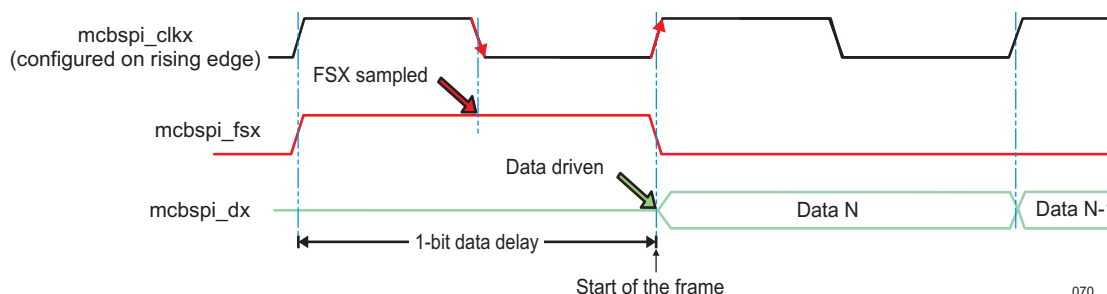 mcbspi_clkx
(configured on rising edge)
FSX sampled
mcbspi_fsx
Data driven
mcbspi_dx
Data N
Data N-
1-bit data delay
Start of the frame
070